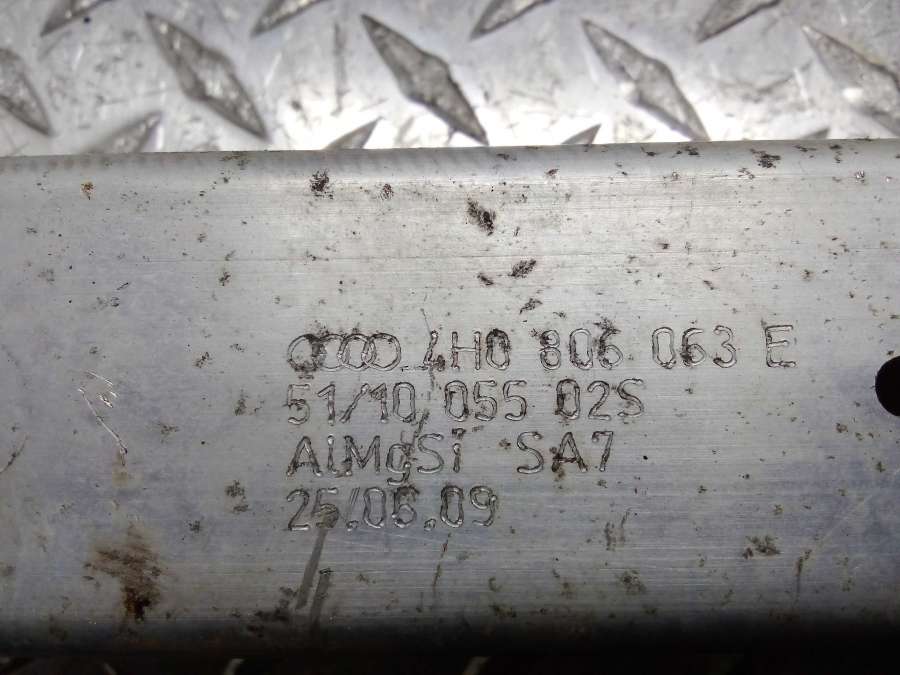 4H0 806 063 E
51/10 055 02S
AlMgSi SA7
25/06.09